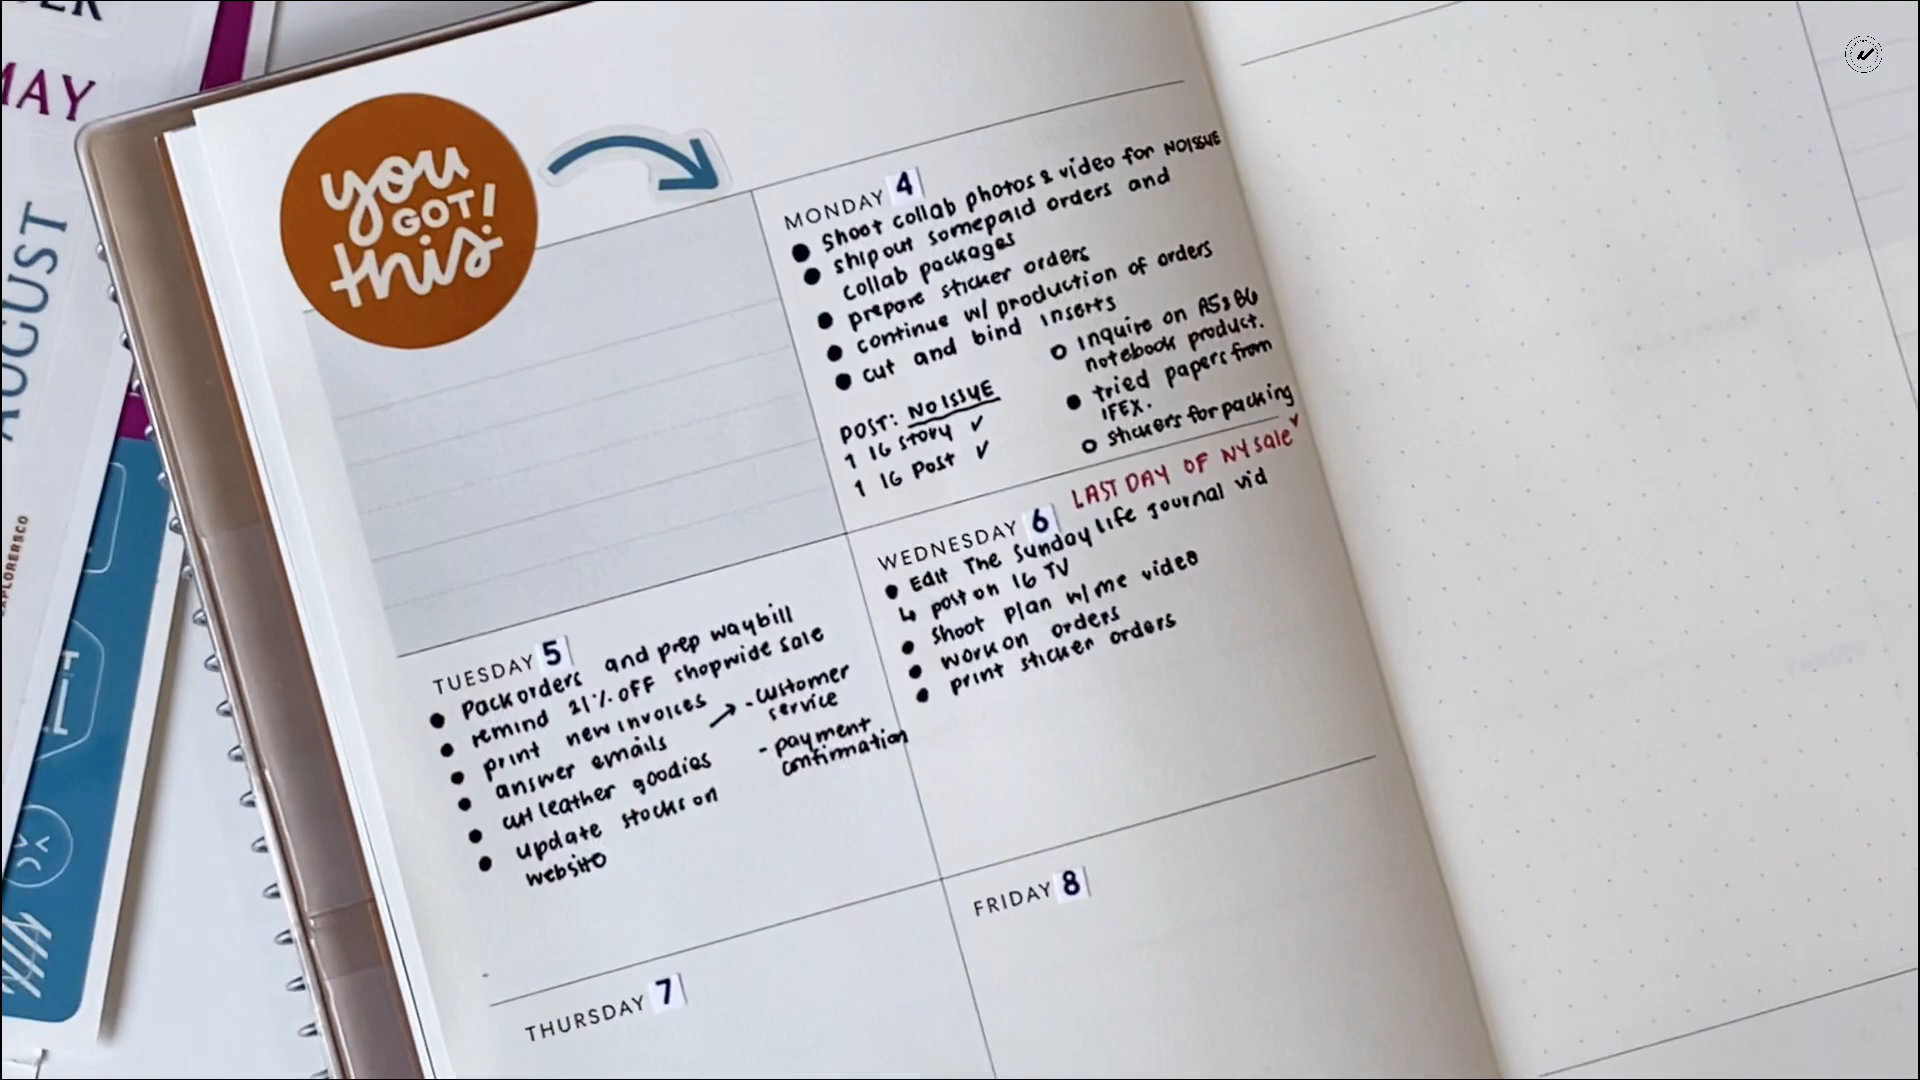 MAY
AUGUST
EXPLORERSCO
you
GOT!
this
MONDAY 4
Shoot collab photos & video for NOISSUE
ship out some paid orders and
collab packages
prepare sticker orders
continue w/ production of orders
cut and bind inserts
inquire on A5 & B6
notebook product.
tried papers from
IFEX.
stickers for packing
POST: NOISSUE
1 IG story ✓
1 IG Post ✓
TUESDAY 5
Pack orders and prep waybill
remind 21% off shopwide sale
print new invoices
answer emails → - customer
service
- payment
confirmation
cut leather goodies
update stocks on
website
WEDNESDAY 6 LAST DAY OF NY sale
Edit The Sunday life journal vid
↳ post on IG TV
shoot plan w/ me video
work on orders
print sticker orders
THURSDAY 7
FRIDAY 8